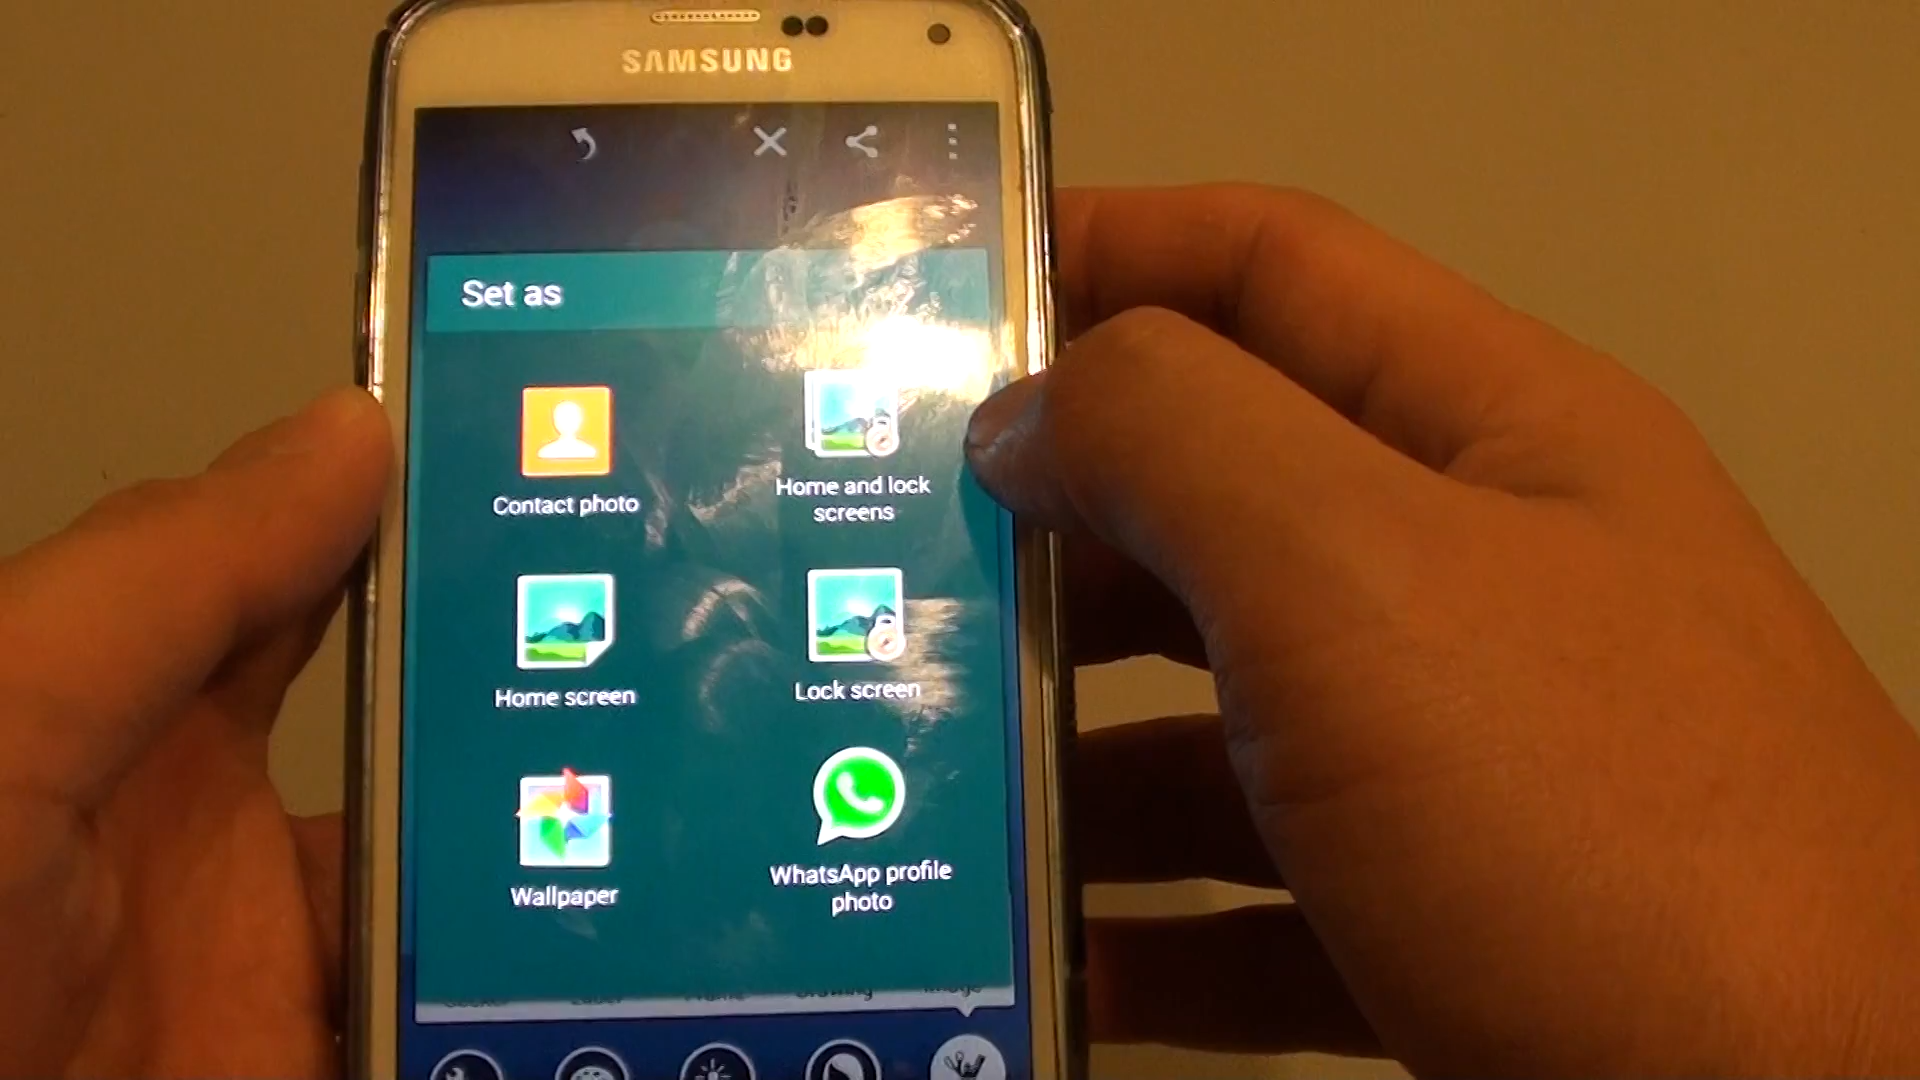 SAMSUNG
Set as
Contact photo
Home and lock
screens
Home screen
Lock screen
Wallpaper
WhatsApp profile
photo